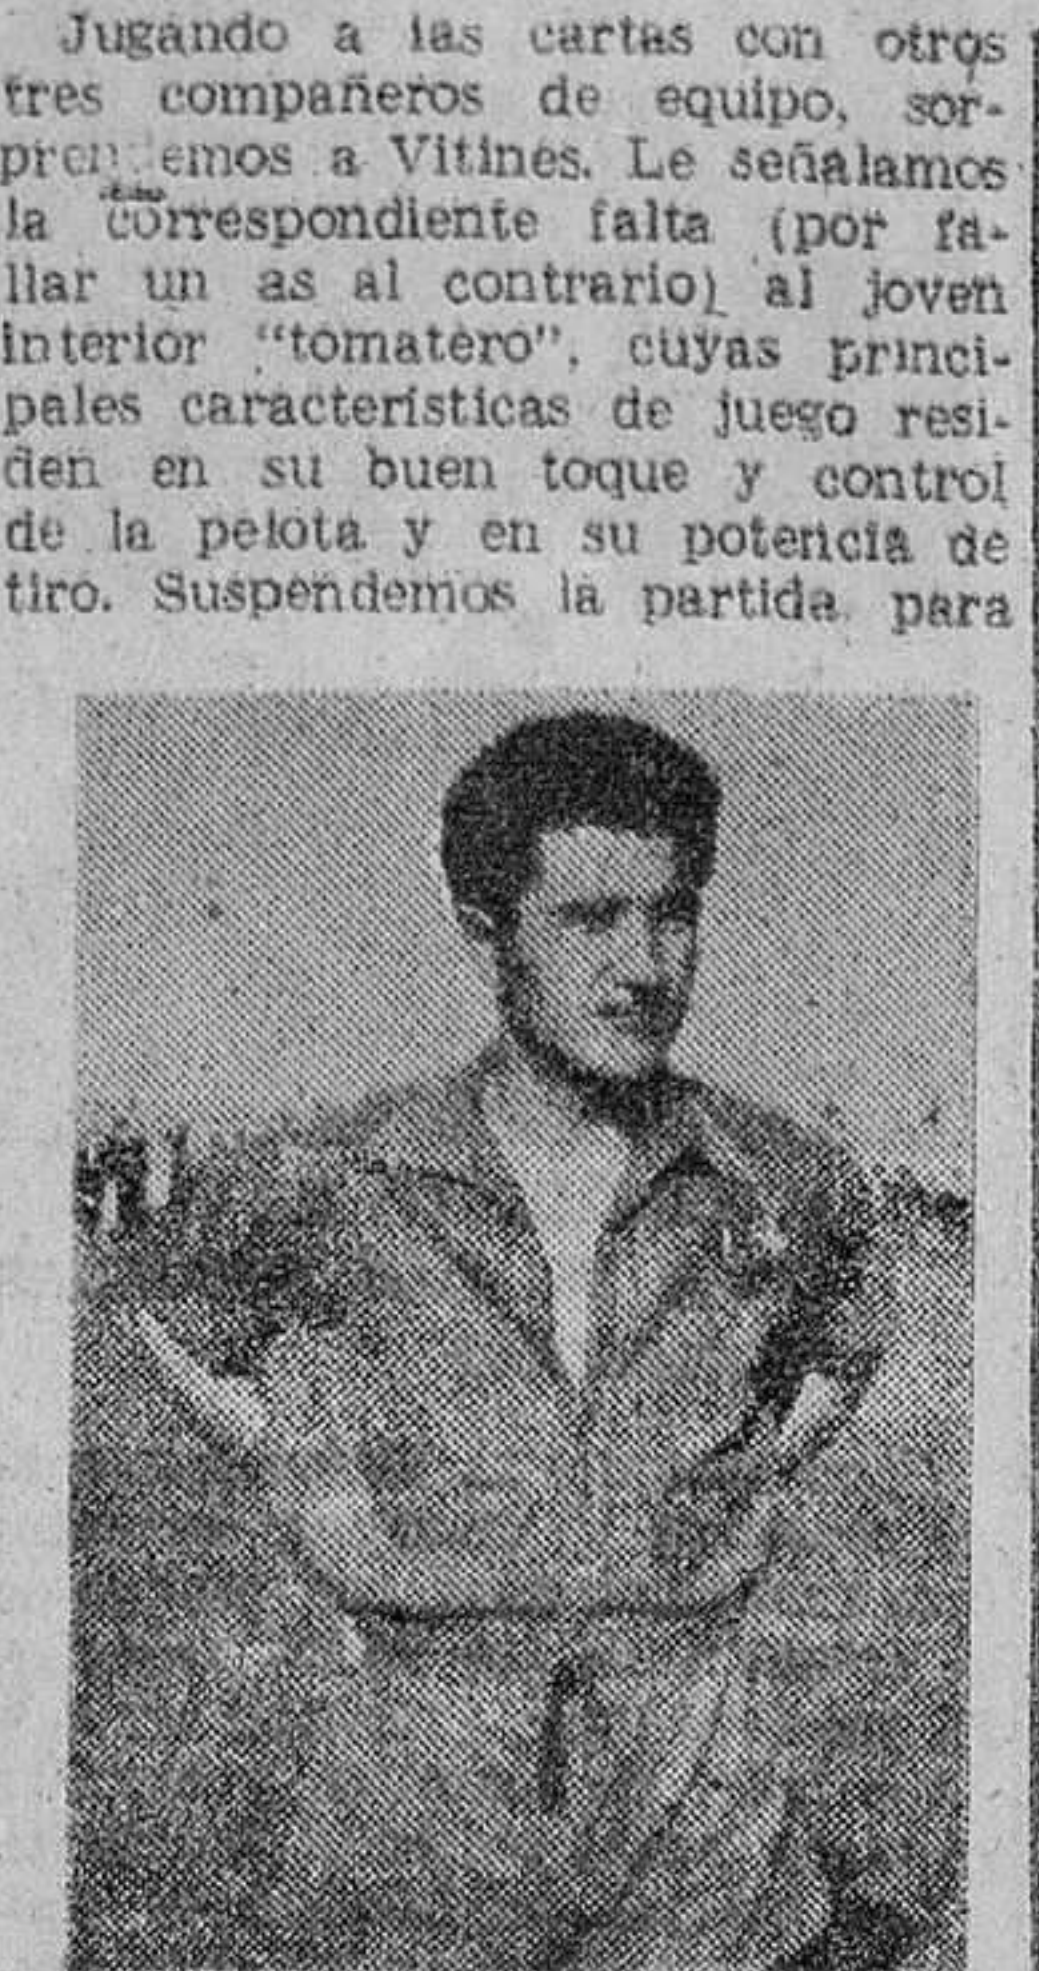 Jugando a las cartas con otros
tres compañeros de equipo, sor-
prendemos a Vitines. Le señalamos
la correspondiente falta (por fa-
llar un as al contrario) al joven
interior "tomatero", cuyas princi-
pales características de juego resi-
den en su buen toque y control
de la pelota y en su potencia de
tiro. Suspendemos la partida para